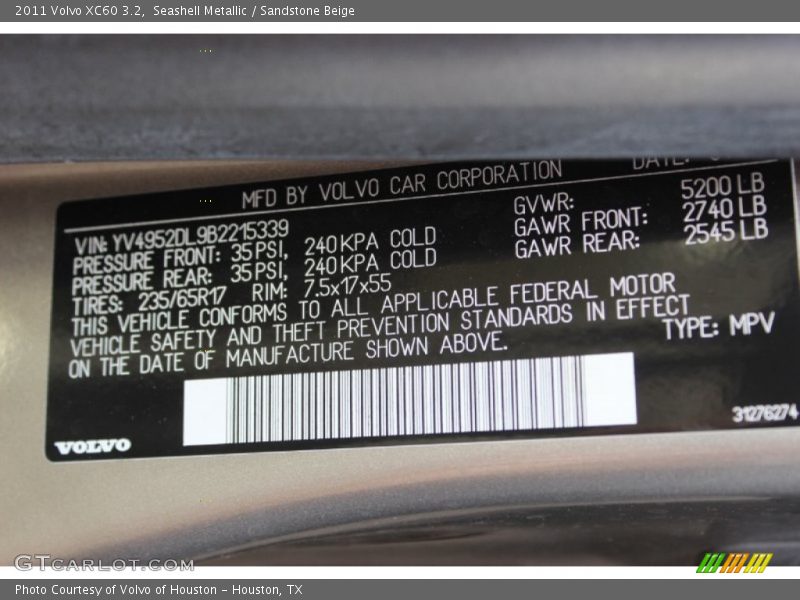 2011 Volvo XC60 3.2, Seashell Metallic / Sandstone Beige
MFD BY VOLVO CAR CORPORATION DATE:
VIN: YV4952DL9B2215339
PRESSURE FRONT: 35PSI, 240KPA COLD
PRESSURE REAR: 35PSI, 240KPA COLD
TIRES: 235/65R17 RIM: 7.5x17x55
GVWR: 5200 LB
GAWR FRONT: 2740 LB
GAWR REAR: 2545 LB
THIS VEHICLE CONFORMS TO ALL APPLICABLE FEDERAL MOTOR
VEHICLE SAFETY AND THEFT PREVENTION STANDARDS IN EFFECT
ON THE DATE OF MANUFACTURE SHOWN ABOVE.
TYPE: MPV
31276274
VOLVO
GTCARLOT.COM
Photo Courtesy of Volvo of Houston - Houston, TX